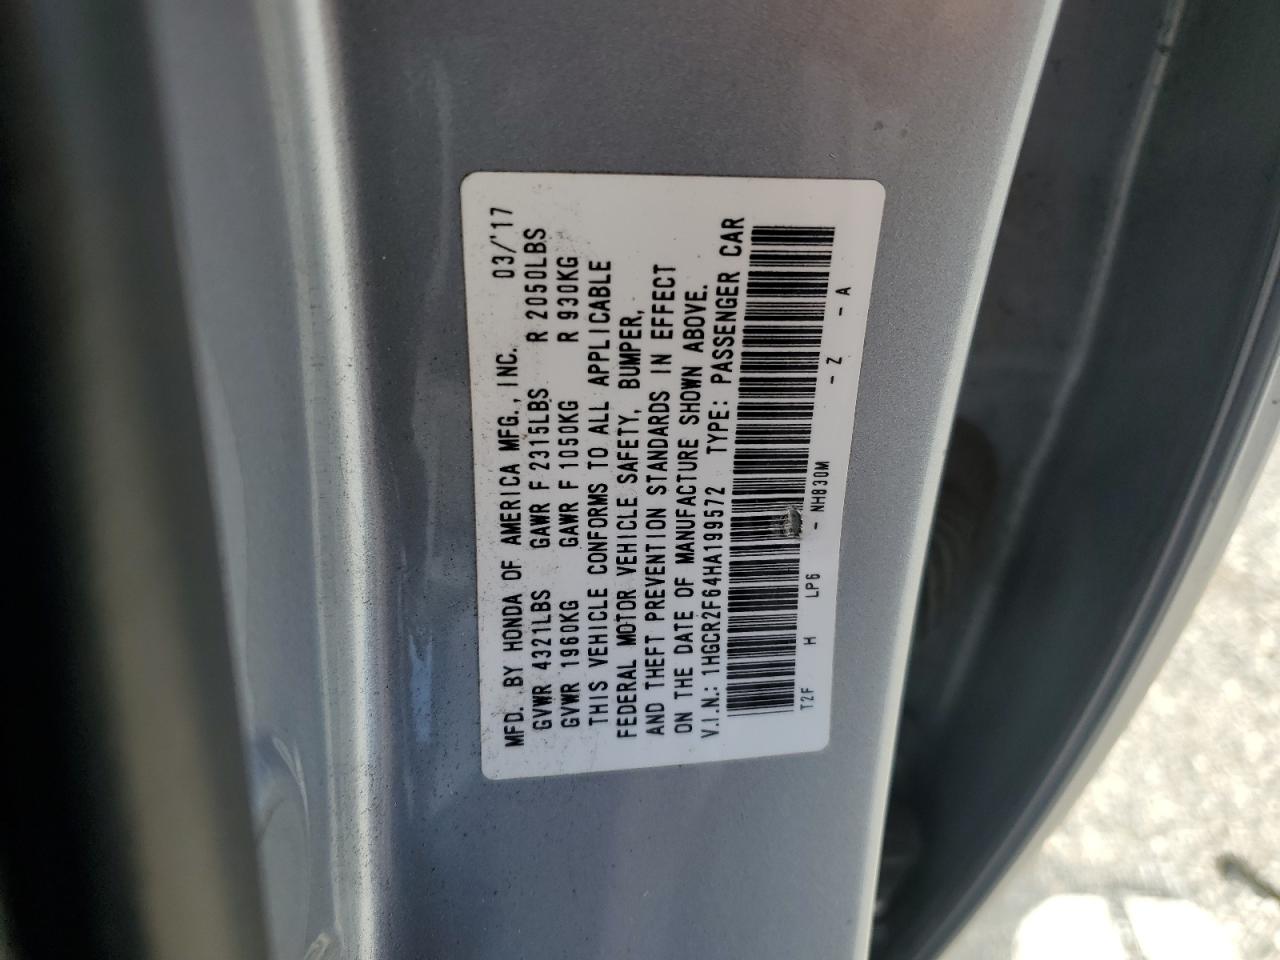 MFD. BY HONDA OF AMERICA MFG., INC. 03/'17
GVWR 4321LBS GAWR F 2315LBS R 2050LBS
GVWR 1960KG GAWR F 1050KG R 930KG
THIS VEHICLE CONFORMS TO ALL APPLICABLE
FEDERAL MOTOR VEHICLE SAFETY, BUMPER,
AND THEFT PREVENTION STANDARDS IN EFFECT
ON THE DATE OF MANUFACTURE SHOWN ABOVE.
V.I.N.: 1HGCR2F64HA199572 TYPE: PASSENGER CAR
T2F H LP6 - NH830M - Z - A